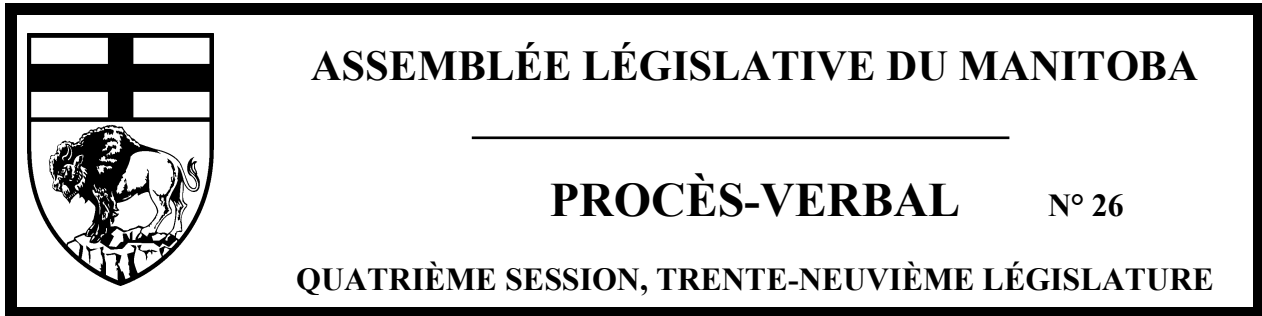 ASSEMBLÉE LÉGISLATIVE DU MANITOBA
PROCÈS-VERBAL N° 26
QUATRIÈME SESSION, TRENTE-NEUVIÈME LÉGISLATURE